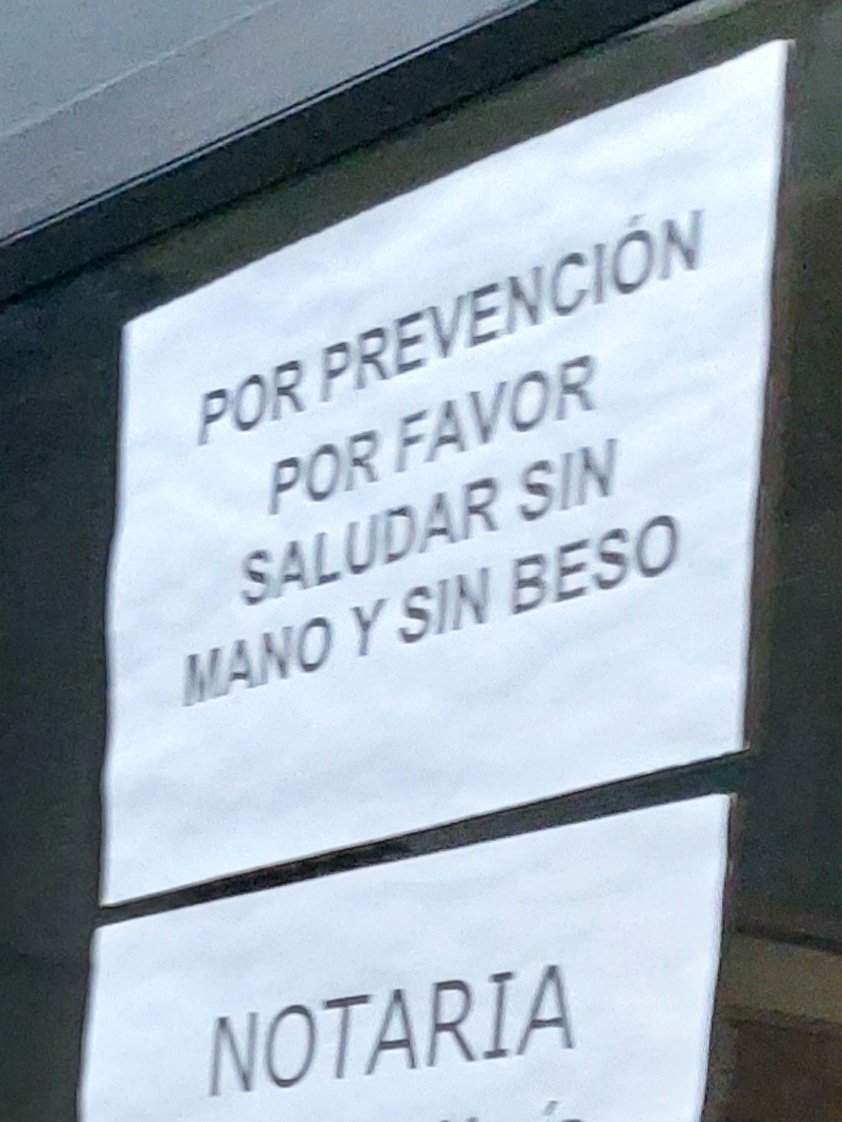 POR PREVENCIÓN
POR FAVOR
SALUDAR SIN
MANO Y SIN BESO
NOTARIA